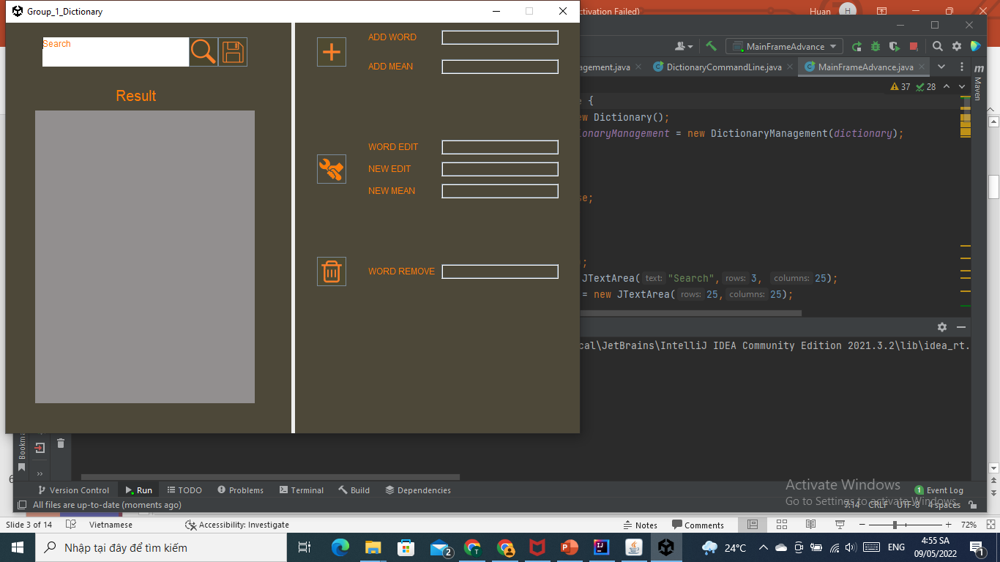 Group_1_Dictionary
ctivation Failed)
Huan
H
Search
Result
ADD WORD
ADD MEAN
WORD EDIT
NEW EDIT
NEW MEAN
WORD REMOVE
MainFrameAdvance
agement.java
DictionaryCommandLine.java
MainFrameAdvance.java
m
Maven
37
28
e {
ew Dictionary();
ionaryManagement = new DictionaryManagement(dictionary);
se;
;
JTextArea( text: "Search", rows: 3, columns: 25);
= new JTextArea( rows: 25, columns: 25);
cal\JetBrains\IntelliJ IDEA Community Edition 2021.3.2\lib\idea_rt.
Bookma
Activate Windows
Go to Settings to activate Windows.
Version Control
Run
TODO
Problems
Terminal
Build
Dependencies
1
Event Log
All files are up-to-date (moments ago)
7:14
CRLF
UTF-8
4 spaces
Slide 3 of 14
Vietnamese
Accessibility: Investigate
Notes
Comments
72%
Nhập tại đây để tìm kiếm
2
T
24°C
ENG
4:55 SA
09/05/2022
1